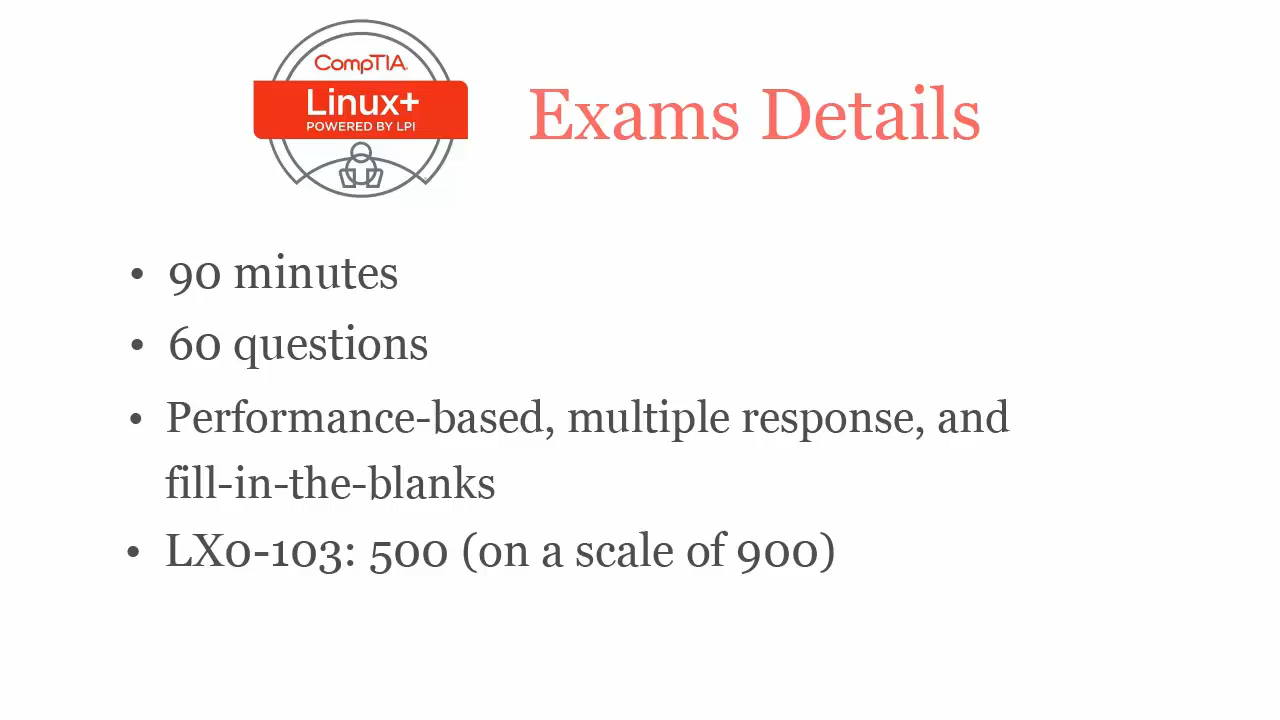 CompTIA.
Linux+
POWERED BY LPI
Exams Details
• 90 minutes
• 60 questions
• Performance-based, multiple response, and
fill-in-the-blanks
• LX0-103: 500 (on a scale of 900)